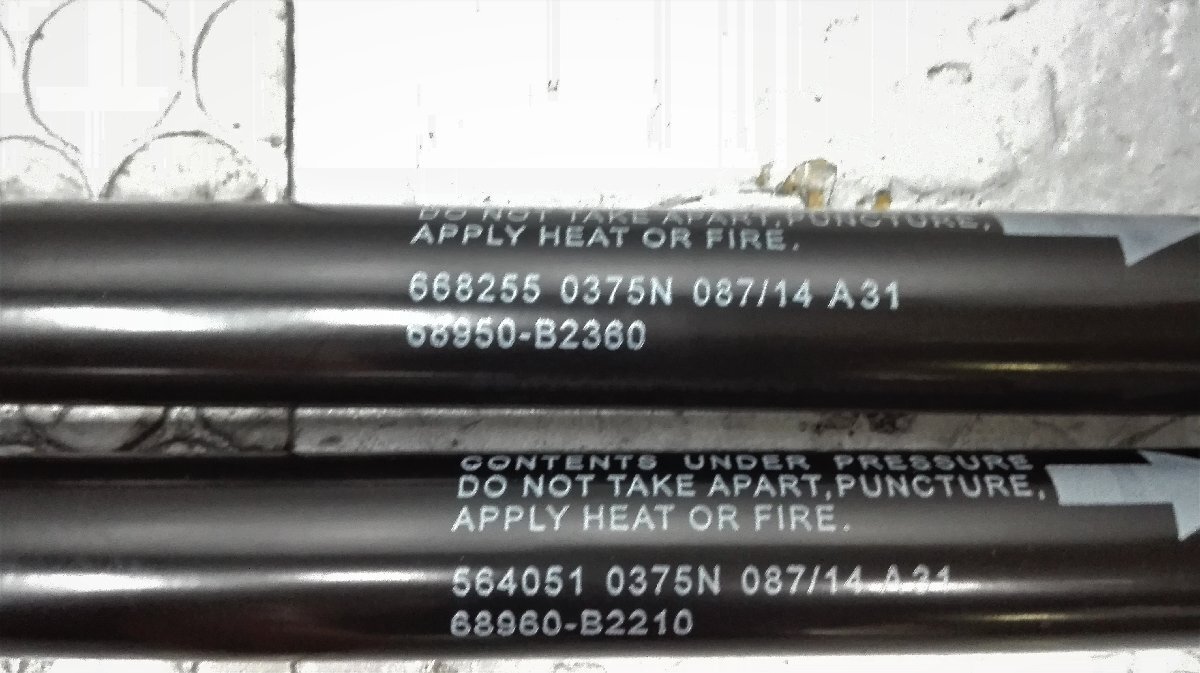 DO NOT TAKE APART,PUNCTURE,
APPLY HEAT OR FIRE.
668255 0375N 087/14 A31
68950-B2360
CONTENTS UNDER PRESSURE
DO NOT TAKE APART,PUNCTURE,
APPLY HEAT OR FIRE.
564051 0375N 087/14 A31
68960-B2210